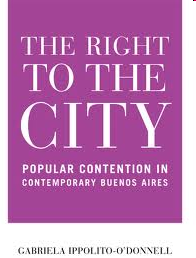 THE RIGHT
TO THE
CITY
POPULAR CONTENTION IN
CONTEMPORARY BUENOS AIRES
GABRIELA IPPOLITO-O'DONNELL